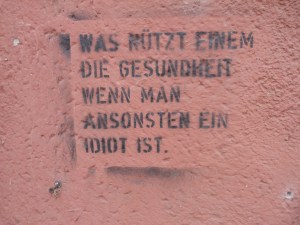 WAS NÜTZT EINEM
DIE GESUNDHEIT
WENN MAN
ANSONSTEN EIN
IDIOT IST.